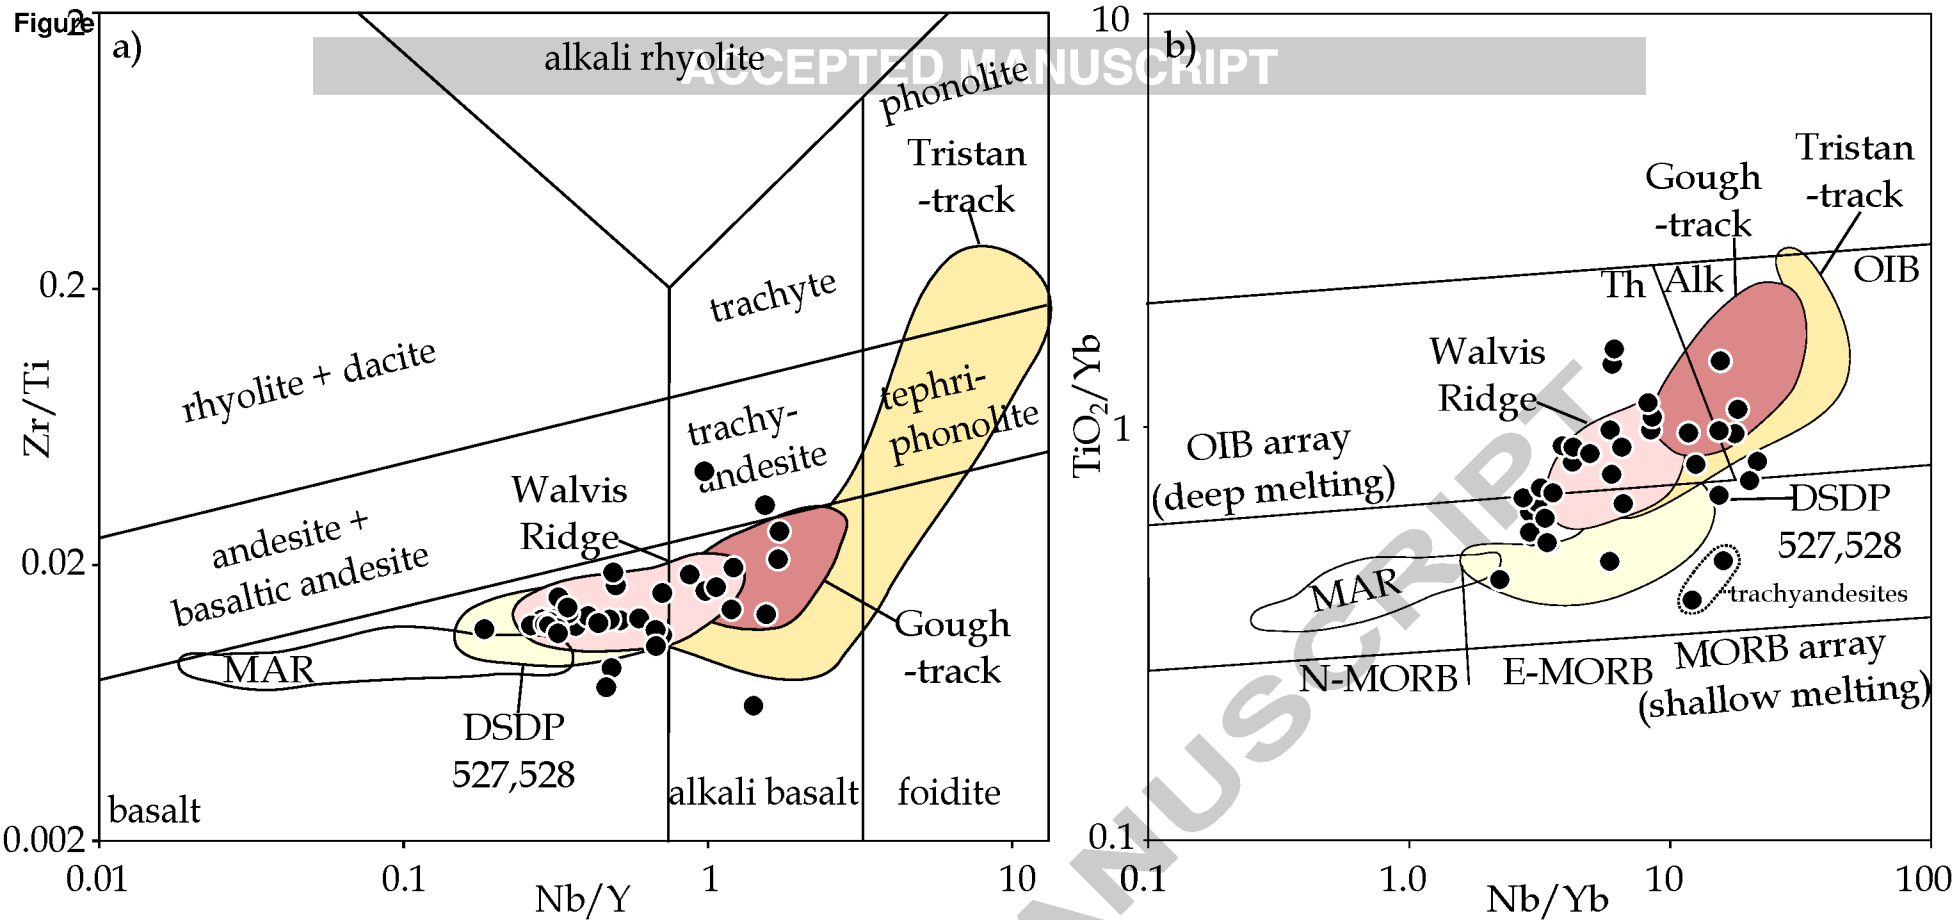 Figure
ACCEPTED MANUSCRIPT
a)
2
0.2
0.02
0.002
Zr/Ti
0.01
0.1
1
10
Nb/Y
alkali rhyolite
phonolite
Tristan
-track
trachyte
rhyolite + dacite
tephri-
phonolite
trachy-
andesite
Walvis
Ridge
andesite +
basaltic andesite
MAR
Gough
-track
DSDP
527,528
basalt
alkali basalt
foidite
b)
10
1
0.1
TiO₂/Yb
0.1
1.0
10
100
Nb/Yb
Tristan
-track
Gough
-track
OIB
Th
Alk
Walvis
Ridge
OIB array
(deep melting)
DSDP
527,528
MAR
trachyandesites
N-MORB
E-MORB
MORB array
(shallow melting)
MANUSCRIPT